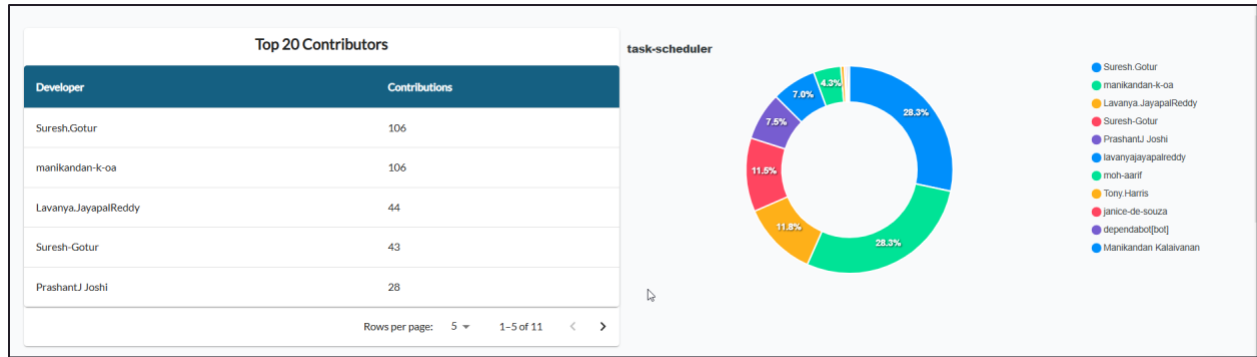 Top 20 Contributors
Developer Contributions
Suresh.Gotur 106
manikandan-k-oa 106
Lavanya.JayapalReddy 44
Suresh-Gotur 43
PrashantJ Joshi 28
Rows per page: 5 1–5 of 11
task-scheduler
28.3%
28.3%
11.8%
11.5%
7.5%
7.0%
4.3%
Suresh.Gotur
manikandan-k-oa
Lavanya.JayapalReddy
Suresh-Gotur
PrashantJ Joshi
lavanyajayapalreddy
moh-aarif
Tony.Harris
janice-de-souza
dependabot[bot]
Manikandan Kalaivanan